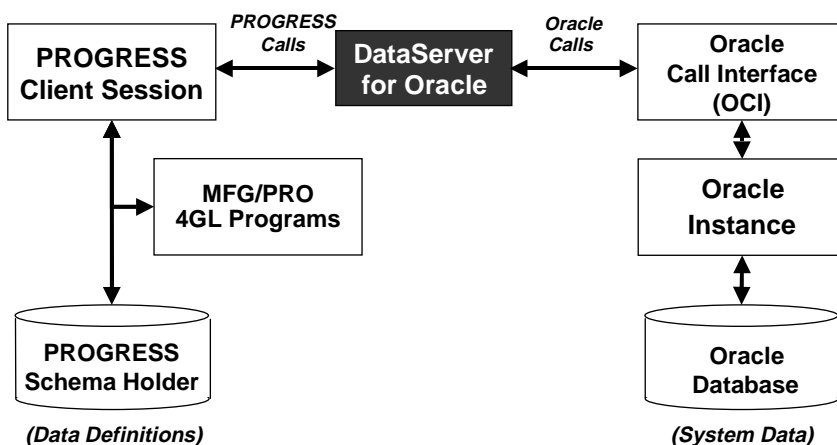 PROGRESS
Client Session
PROGRESS
Calls
DataServer
for Oracle
Oracle
Calls
Oracle
Call Interface
(OCI)
MFG/PRO
4GL Programs
Oracle
Instance
PROGRESS
Schema Holder
Oracle
Database
(Data Definitions)
(System Data)